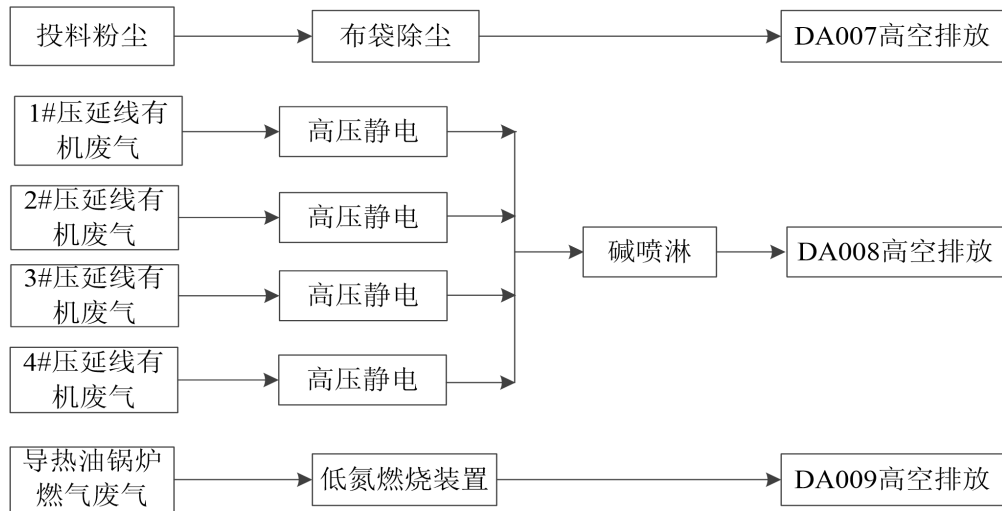 投料粉尘
布袋除尘
DA007高空排放
1#压延线有
机废气
高压静电
2#压延线有
机废气
高压静电
碱喷淋
DA008高空排放
3#压延线有
机废气
高压静电
4#压延线有
机废气
高压静电
导热油锅炉
燃气废气
低氮燃烧装置
DA009高空排放